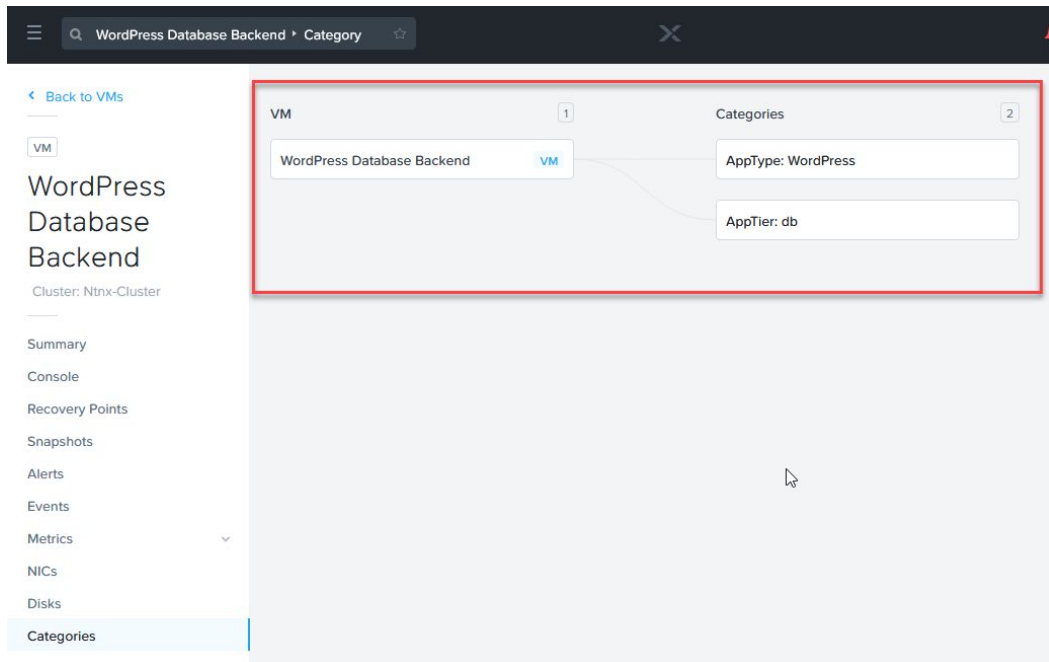 WordPress Database Backend ‣ Category
Back to VMs
VM
WordPress
Database
Backend
Cluster: Ntnx-Cluster
Summary
Console
Recovery Points
Snapshots
Alerts
Events
Metrics
NICs
Disks
Categories
VM 1
WordPress Database Backend VM
Categories 2
AppType: WordPress
AppTier: db